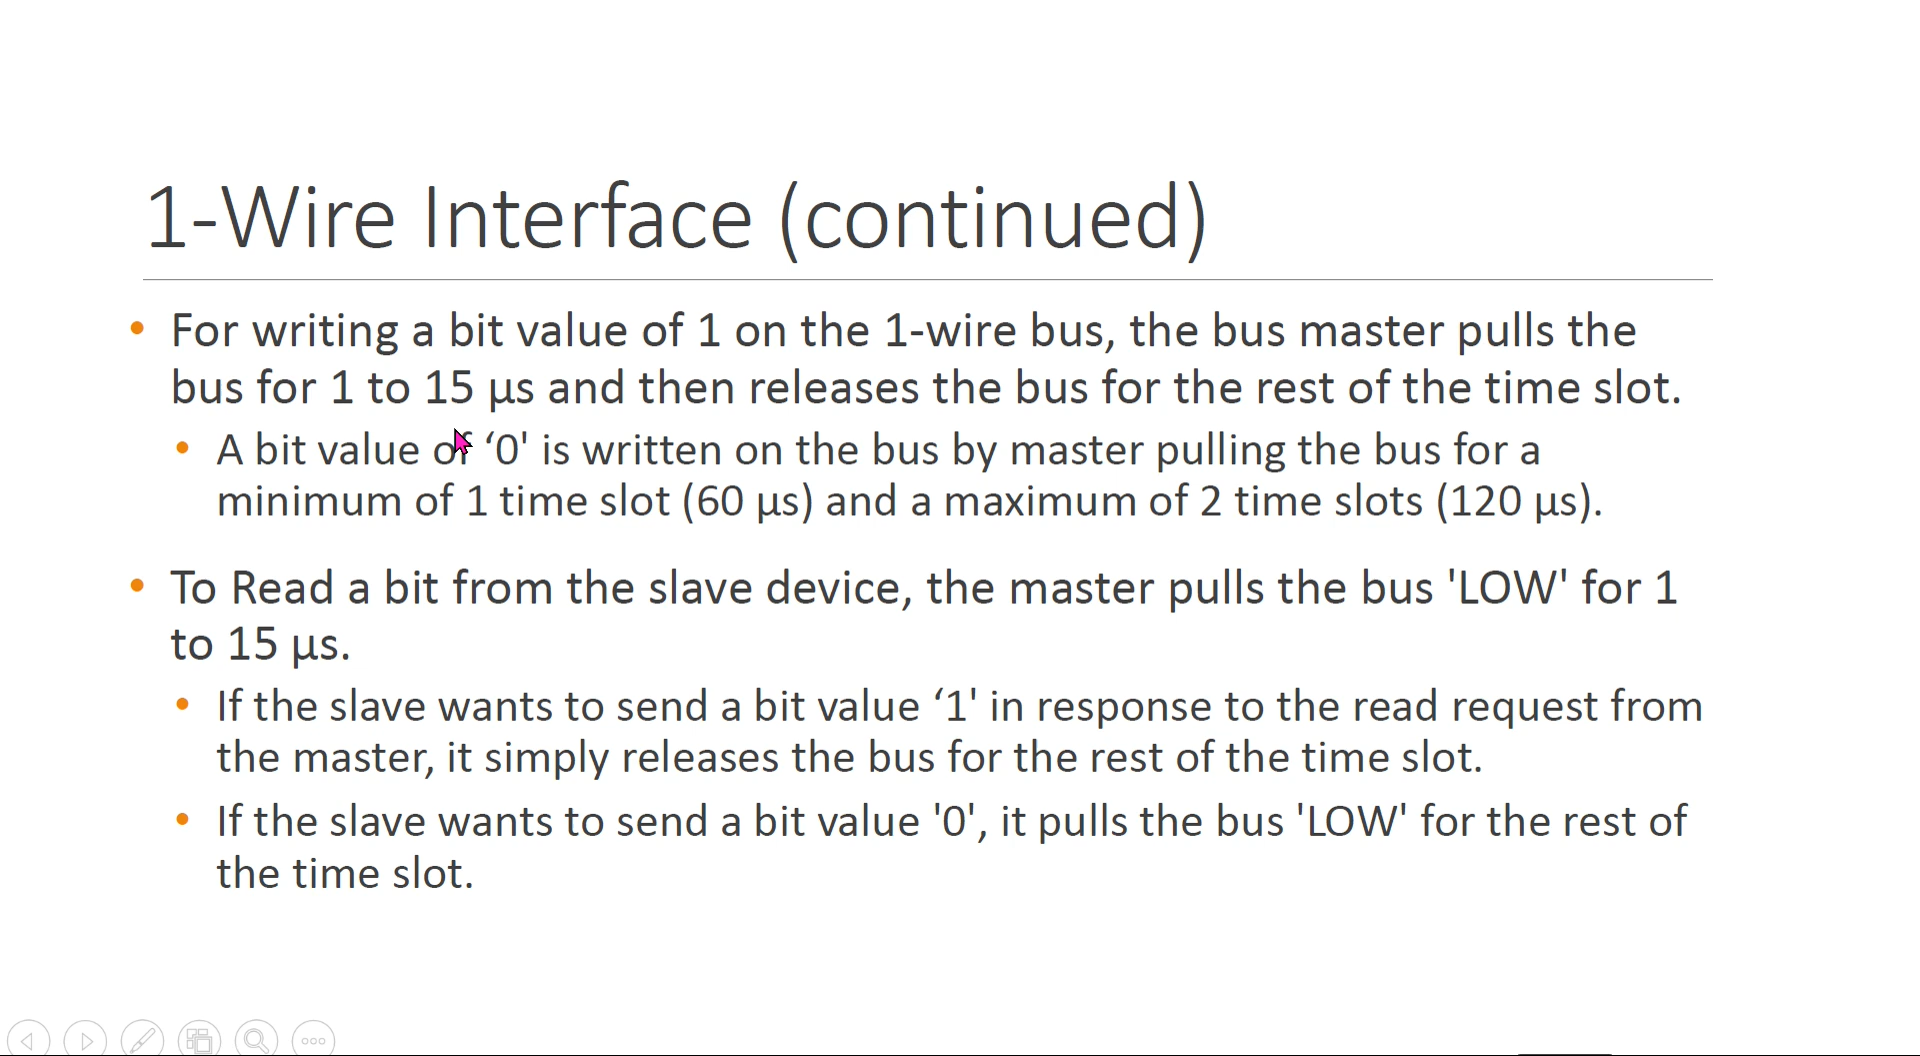 1-Wire Interface (continued)
• For writing a bit value of 1 on the 1-wire bus, the bus master pulls the
bus for 1 to 15 µs and then releases the bus for the rest of the time slot.
• A bit value of ‘0' is written on the bus by master pulling the bus for a
minimum of 1 time slot (60 µs) and a maximum of 2 time slots (120 µs).
• To Read a bit from the slave device, the master pulls the bus 'LOW' for 1
to 15 µs.
• If the slave wants to send a bit value ‘1' in response to the read request from
the master, it simply releases the bus for the rest of the time slot.
• If the slave wants to send a bit value '0', it pulls the bus 'LOW' for the rest of
the time slot.